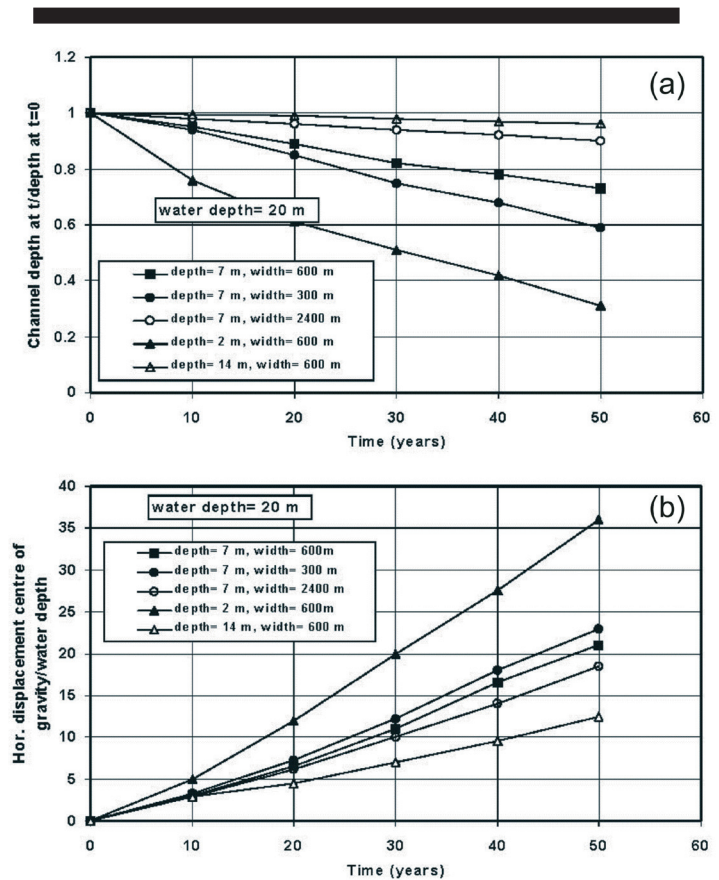 1.2
(a)
1
0.8
0.6
0.4
0.2
0
Channel depth at t/depth at t=0
water depth= 20 m
depth= 7 m, width= 600 m
depth= 7 m, width= 300 m
depth= 7 m, width= 2400 m
depth= 2 m, width= 600 m
depth= 14 m, width= 600 m
0 10 20 30 40 50 60
Time (years)
40
(b)
35
30
25
20
15
10
5
0
Hor. displacement centre of
gravity/water depth
water depth= 20 m
depth= 7 m, width= 600m
depth= 7 m, width= 300 m
depth= 7 m, width= 2400 m
depth= 2 m, width= 600m
depth= 14 m, width= 600 m
0 10 20 30 40 50 60
Time (years)